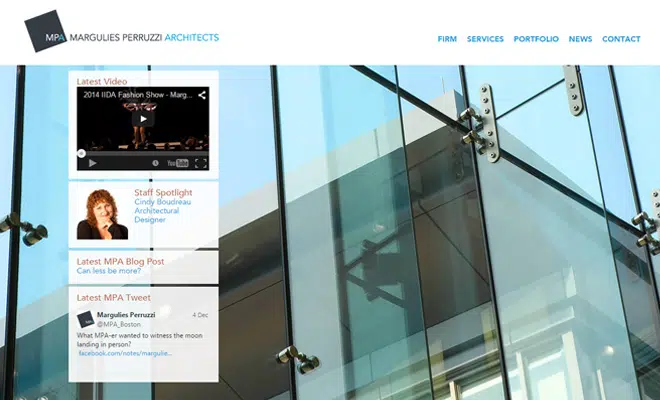 MPA MARGULIES PERRUZZI ARCHITECTS
FIRM SERVICES PORTFOLIO NEWS CONTACT
Latest Video
2014 IIDA Fashion Show - Marg...
YouTube
Staff Spotlight
Cindy Boudreau
Architectural
Designer
Latest MPA Blog Post
Can less be more?
Latest MPA Tweet
Margulies Perruzzi 4 Dec
@MPA_Boston
What MPA-er wanted to witness the moon
landing in person?
facebook.com/notes/margulie...